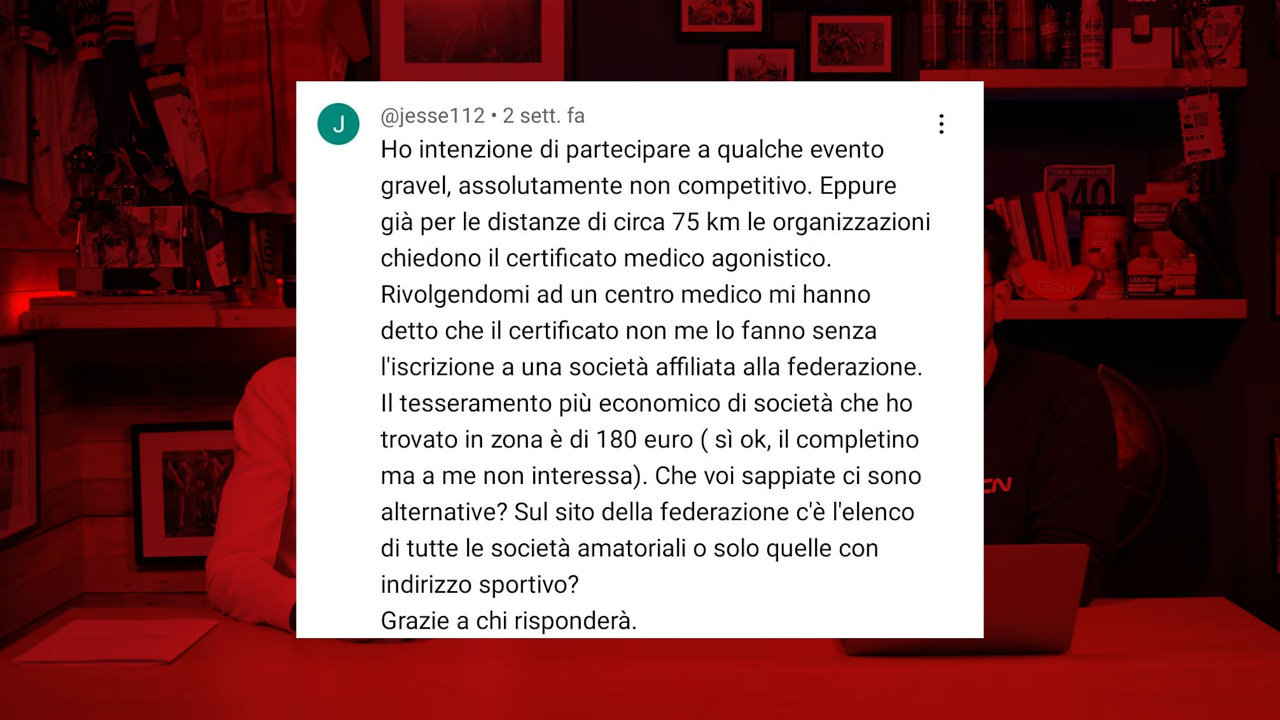 J
@jesse112 • 2 sett. fa
Ho intenzione di partecipare a qualche evento
gravel, assolutamente non competitivo. Eppure
già per le distanze di circa 75 km le organizzazioni
chiedono il certificato medico agonistico.
Rivolgendomi ad un centro medico mi hanno
detto che il certificato non me lo fanno senza
l'iscrizione a una società affiliata alla federazione.
Il tesseramento più economico di società che ho
trovato in zona è di 180 euro ( sì ok, il completino
ma a me non interessa). Che voi sappiate ci sono
alternative? Sul sito della federazione c'è l'elenco
di tutte le società amatoriali o solo quelle con
indirizzo sportivo?
Grazie a chi risponderà.
GCN
640